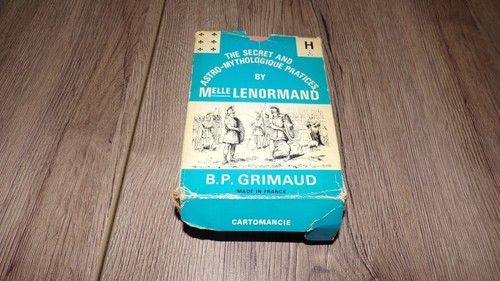 H
THE SECRET AND
ASTRO-MYTHOLOGIQUE PRATICES
BY
MELLE LENORMAND
B.P. GRIMAUD
MADE IN FRANCE
CARTOMANCIE